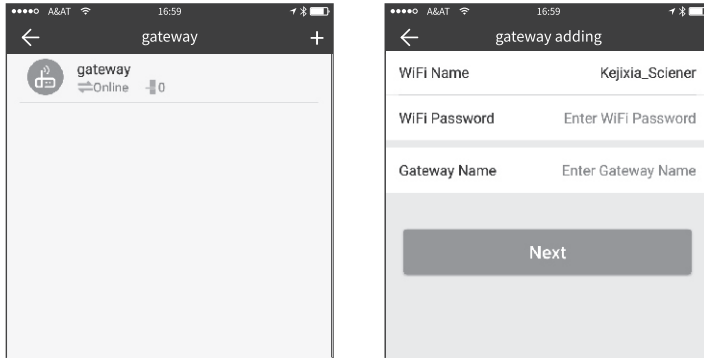 A&AT 16:59
gateway +
gateway
Online 0
A&AT 16:59
gateway adding
WiFi Name Kejixia_Sciener
WiFi Password Enter WiFi Password
Gateway Name Enter Gateway Name
Next